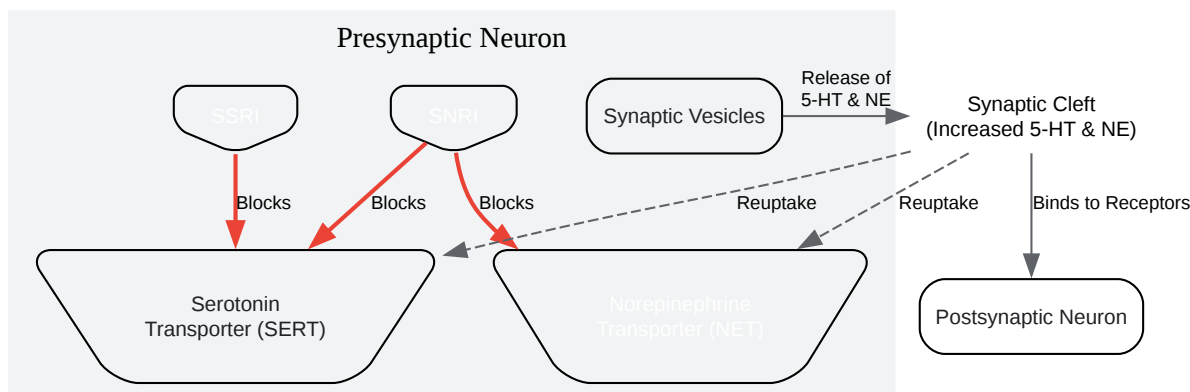 Presynaptic Neuron
SSRI
SNRI
Synaptic Vesicles
Release of
5-HT & NE
Synaptic Cleft
(Increased 5-HT & NE)
Blocks
Blocks
Blocks
Reuptake
Reuptake
Binds to Receptors
Serotonin
Transporter (SERT)
Norepinephrine
Transporter (NET)
Postsynaptic Neuron